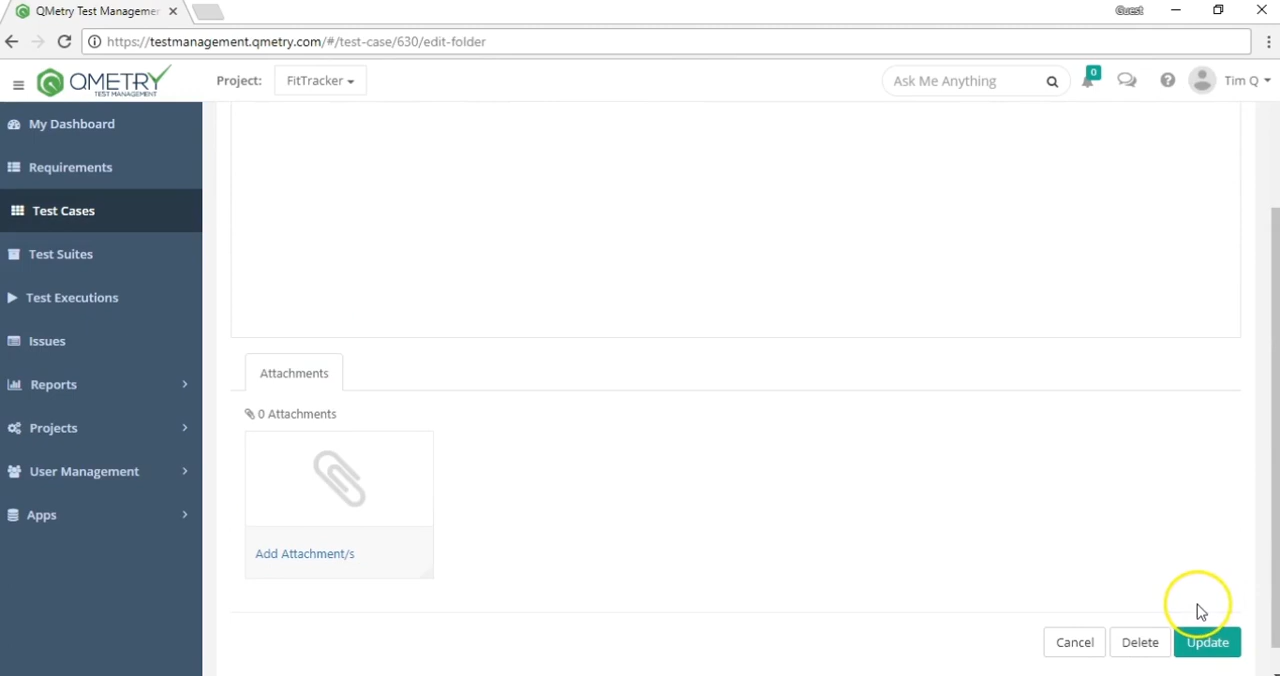 QMetry Test Managemen
Guest
https://testmanagement.qmetry.com/#/test-case/630/edit-folder
QMETRY
TEST MANAGEMENT
Project:
FitTracker
Ask Me Anything
0
Tim Q
My Dashboard
Requirements
Test Cases
Test Suites
Test Executions
Issues
Reports
Projects
User Management
Apps
Attachments
0 Attachments
Add Attachment/s
Cancel
Delete
Update